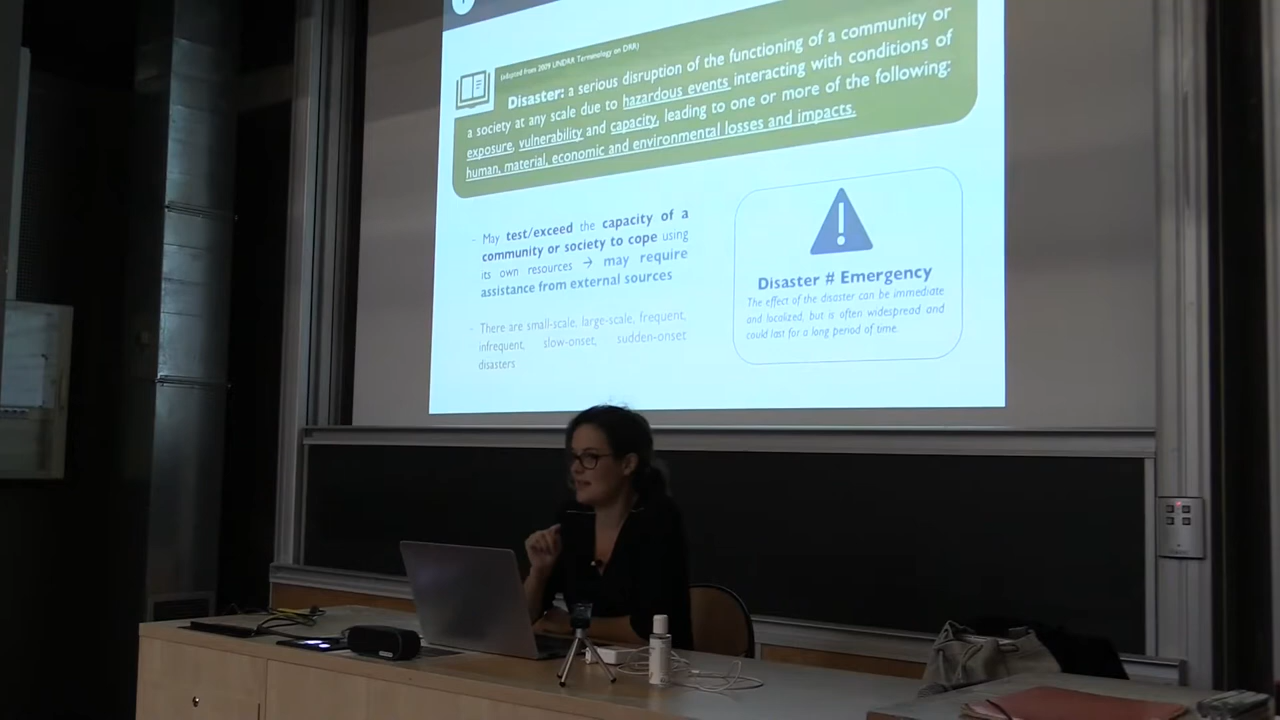 (adapted from 2009 UNDRR Terminology on DRR)
Disaster: a serious disruption of the functioning of a community or
a society at any scale due to hazardous events interacting with conditions of
exposure, vulnerability and capacity, leading to one or more of the following:
human, material, economic and environmental losses and impacts.
- May test/exceed the capacity of a
community or society to cope using
its own resources → may require
assistance from external sources
- There are small-scale, large-scale, frequent,
infrequent, slow-onset, sudden-onset
disasters
!
Disaster # Emergency
The effect of the disaster can be immediate
and localized, but is often widespread and
could last for a long period of time.